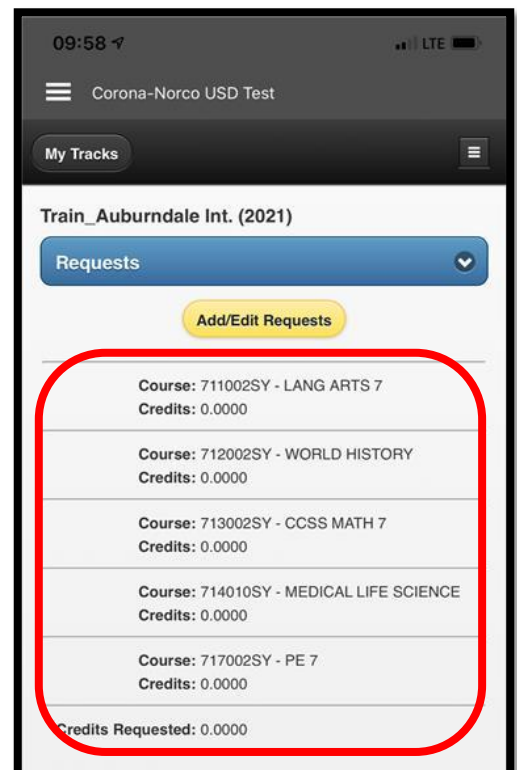 09:58 LTE
Corona-Norco USD Test
My Tracks
Train_Auburndale Int. (2021)
Requests
Add/Edit Requests
Course: 711002SY - LANG ARTS 7
Credits: 0.0000
Course: 712002SY - WORLD HISTORY
Credits: 0.0000
Course: 713002SY - CCSS MATH 7
Credits: 0.0000
Course: 714010SY - MEDICAL LIFE SCIENCE
Credits: 0.0000
Course: 717002SY - PE 7
Credits: 0.0000
Credits Requested: 0.0000